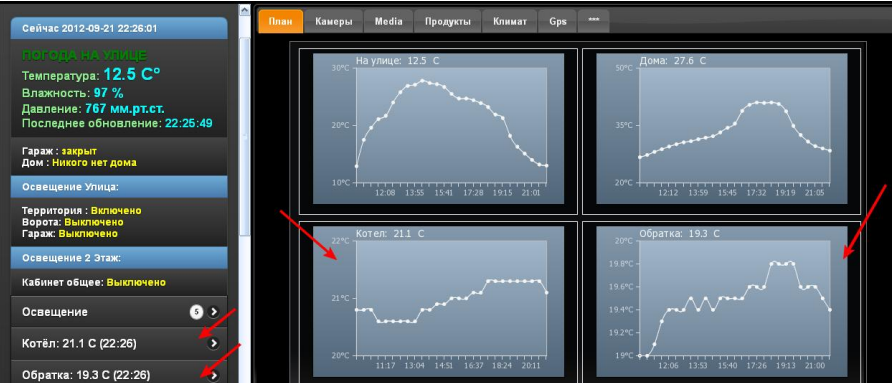 Сейчас 2012-09-21 22:26:01
ПОГОДА НА УЛИЦЕ
Температура: 12.5 C°
Влажность: 97 %
Давление: 767 мм.рт.ст.
Последнее обновление: 22:25:49
Гараж : закрыт
Дом : Никого нет дома
Освещение Улица:
Территория : Включено
Ворота: Выключено
Гараж: Выключено
Освещение 2 Этаж:
Кабинет общее: Выключено
Освещение 5
Котёл: 21.1 C (22:26)
Обратка: 19.3 C (22:26)
План Камеры Media Продукты Климат Gps ***
На улице: 12.5 C
30°C
20°C
10°C
12:08 13:55 14:51 17:28 19:15 21:01
Дома: 27.6 C
50°C
35°C
20°C
12:12 13:59 15:45 17:32 19:19 21:05
Котел: 21.1 C
22°C
21°C
20°C
11:17 13:04 14:51 16:37 18:24 20:11
Обратка: 19.3 C
20°C
19.8°C
19.6°C
19.4°C
19.2°C
19°C
12:06 13:53 15:40 17:26 19:13 21:00